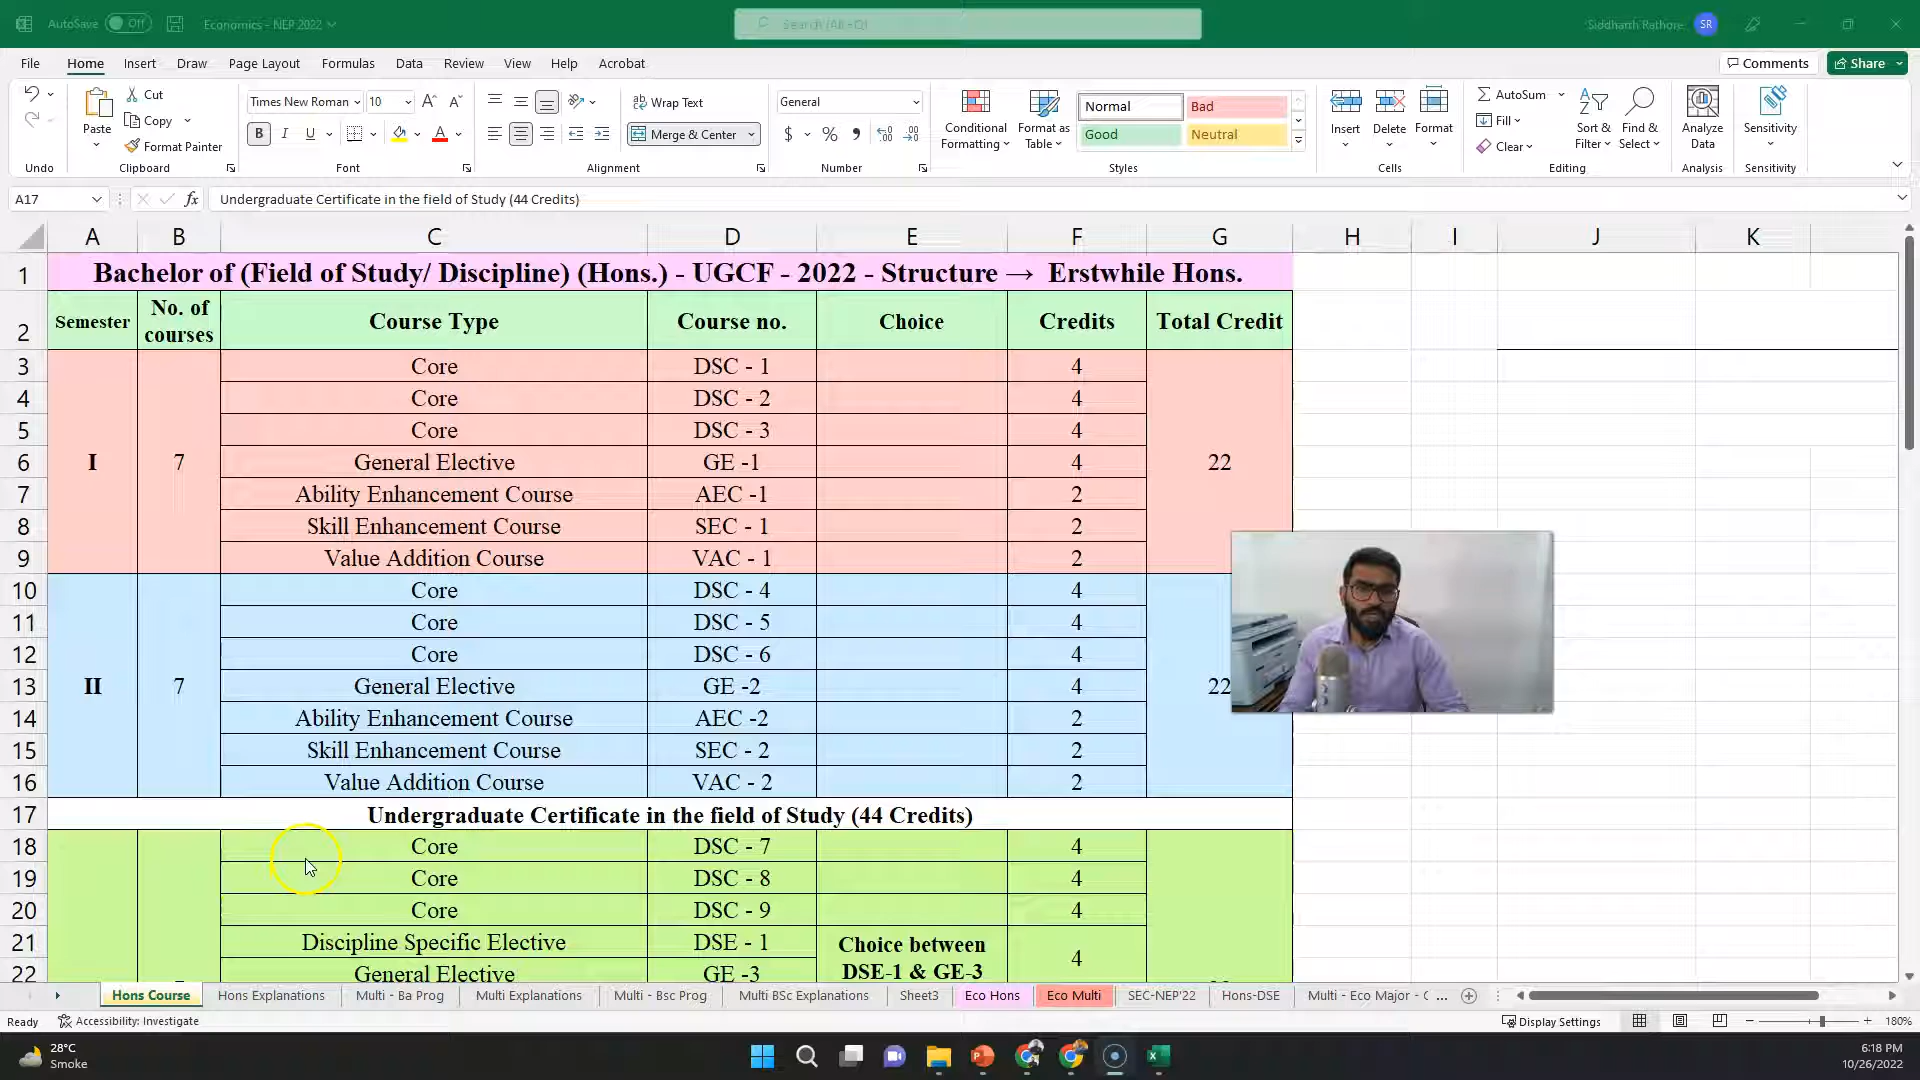 AutoSave Off Economics - NEP 2022 Search (Alt+Q) Siddharth Rathore SR
File Home Insert Draw Page Layout Formulas Data Review View Help Acrobat Comments Share
Paste Cut Copy Format Painter
Times New Roman 10
B I U A
Wrap Text
Merge & Center
General
$ % 9
Conditional Formatting
Format as Table
Normal Bad
Good Neutral
Insert Delete Format
AutoSum
Fill
Clear
Sort & Filter
Find & Select
Analyze Data
Sensitivity
Undo Clipboard Font Alignment Number Styles Cells Editing Analysis Sensitivity
A17 fx Undergraduate Certificate in the field of Study (44 Credits)
A B C D E F G H I J K
1 Bachelor of (Field of Study/ Discipline) (Hons.) - UGCF - 2022 - Structure → Erstwhile Hons.
2 Semester No. of courses Course Type Course no. Choice Credits Total Credit
3 Core DSC - 1 4
4 Core DSC - 2 4
5 Core DSC - 3 4
6 I 7 General Elective GE -1 4 22
7 Ability Enhancement Course AEC -1 2
8 Skill Enhancement Course SEC - 1 2
9 Value Addition Course VAC - 1 2
10 Core DSC - 4 4
11 Core DSC - 5 4
12 Core DSC - 6 4
13 II 7 General Elective GE -2 4 22
14 Ability Enhancement Course AEC -2 2
15 Skill Enhancement Course SEC - 2 2
16 Value Addition Course VAC - 2 2
17 Undergraduate Certificate in the field of Study (44 Credits)
18 Core DSC - 7 4
19 Core DSC - 8 4
20 Core DSC - 9 4
21 Discipline Specific Elective DSE - 1 Choice between
22 General Elective GE -3 DSE-1 & GE-3 4
Hons Course Hons Explanations Multi - Ba Prog Multi Explanations Multi - Bsc Prog Multi BSc Explanations Sheet3 Eco Hons Eco Multi SEC-NEP'22 Hons-DSE Multi - Eco Major - C ...
Ready Accessibility: Investigate Display Settings 180%
28°C
Smoke
6:18 PM
10/26/2022